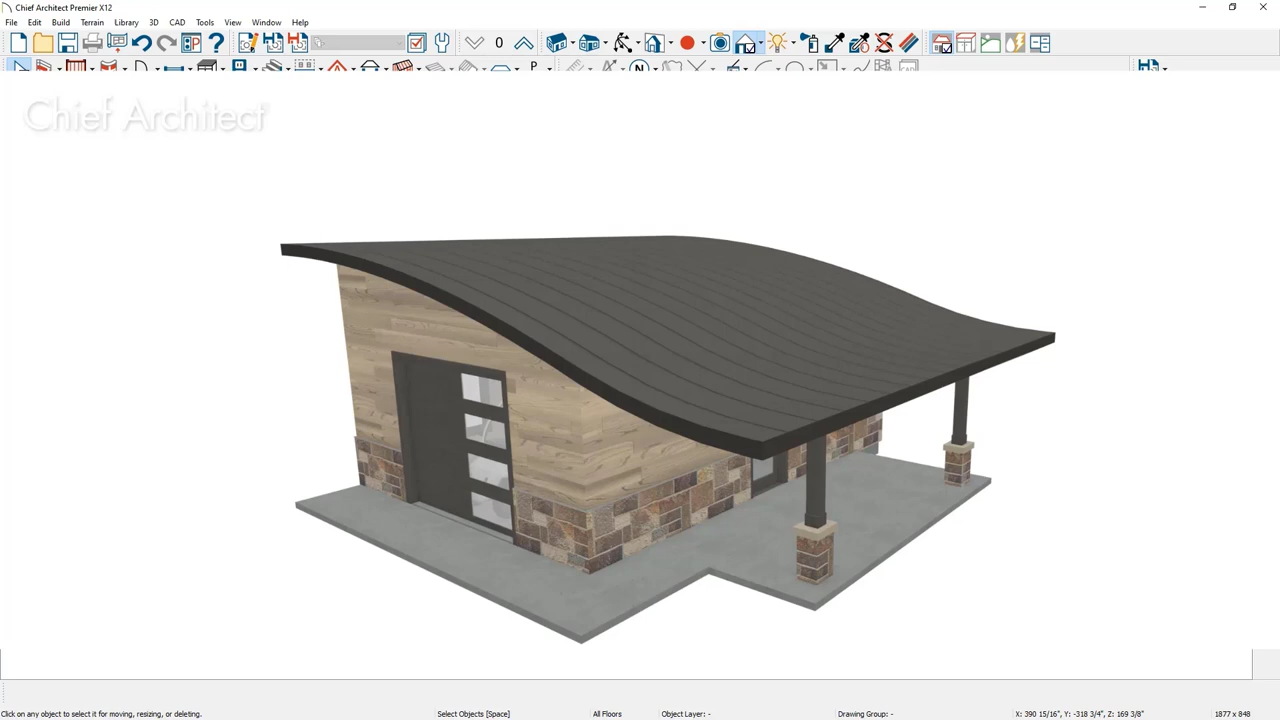 Chief Architect Premier X12
File Edit Build Terrain Library 3D CAD Tools View Window Help
0
P
N
Chief Architect
Click on any object to select it for moving, resizing, or deleting. Select Objects [Space] All Floors Object Layer: - Drawing Group: - X: 390 15/16", Y: -318 3/4", Z: 169 3/8" 1877 x 848